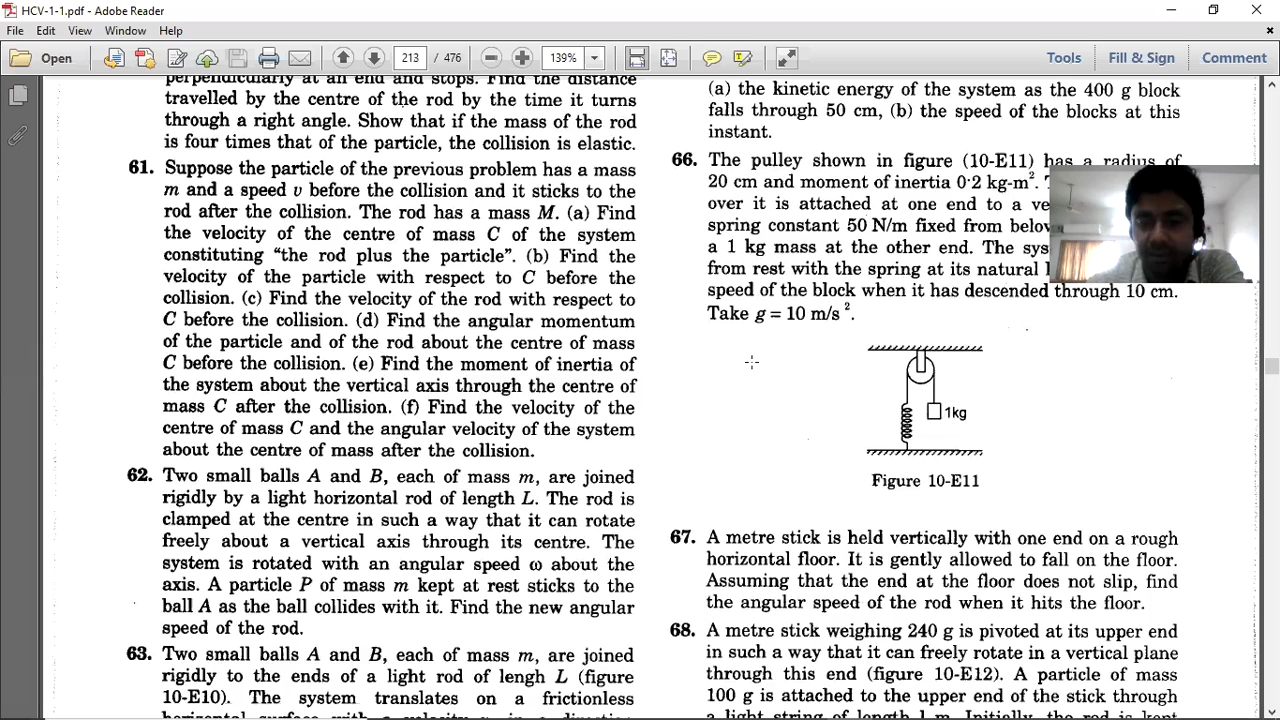 HCV-1-1.pdf - Adobe Reader
File Edit View Window Help
Open 213 / 476 139% Tools Fill & Sign Comment
perpendicularly at an end and stops. Find the distance
travelled by the centre of the rod by the time it turns
through a right angle. Show that if the mass of the rod
is four times that of the particle, the collision is elastic.
61. Suppose the particle of the previous problem has a mass
m and a speed v before the collision and it sticks to the
rod after the collision. The rod has a mass M. (a) Find
the velocity of the centre of mass C of the system
constituting “the rod plus the particle”. (b) Find the
velocity of the particle with respect to C before the
collision. (c) Find the velocity of the rod with respect to
C before the collision. (d) Find the angular momentum
of the particle and of the rod about the centre of mass
C before the collision. (e) Find the moment of inertia of
the system about the vertical axis through the centre of
mass C after the collision. (f) Find the velocity of the
centre of mass C and the angular velocity of the system
about the centre of mass after the collision.
62. Two small balls A and B, each of mass m, are joined
rigidly by a light horizontal rod of length L. The rod is
clamped at the centre in such a way that it can rotate
freely about a vertical axis through its centre. The
system is rotated with an angular speed ω about the
axis. A particle P of mass m kept at rest sticks to the
ball A as the ball collides with it. Find the new angular
speed of the rod.
63. Two small balls A and B, each of mass m, are joined
rigidly to the ends of a light rod of lengh L (figure
10-E10). The system translates on a frictionless
(a) the kinetic energy of the system as the 400 g block
falls through 50 cm, (b) the speed of the blocks at this
instant.
66. The pulley shown in figure (10-E11) has a radius of
20 cm and moment of inertia 0·2 kg-m².
over it is attached at one end to a
spring constant 50 N/m fixed from
a 1 kg mass at the other end. The
from rest with the spring at its natural
speed of the block when it has descended through 10 cm.
Take g = 10 m/s².
1kg
Figure 10-E11
67. A metre stick is held vertically with one end on a rough
horizontal floor. It is gently allowed to fall on the floor.
Assuming that the end at the floor does not slip, find
the angular speed of the rod when it hits the floor.
68. A metre stick weighing 240 g is pivoted at its upper end
in such a way that it can freely rotate in a vertical plane
through this end (figure 10-E12). A particle of mass
100 g is attached to the upper end of the stick through
a light string of length 1 m. Initially, the rod is kept